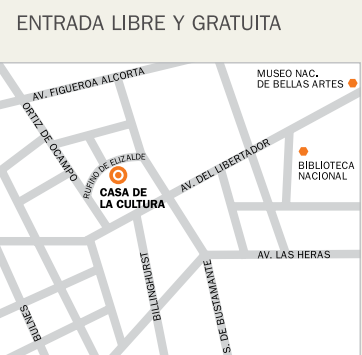 ENTRADA LIBRE Y GRATUITA
MUSEO NAC.
DE BELLAS ARTES
AV. FIGUEROA ALCORTA
ORTIZ DE OCAMPO
RUFINO DE ELIZALDE
AV. DEL LIBERTADOR
BIBLIOTECA
NACIONAL
CASA DE
LA CULTURA
AV. LAS HERAS
BILLINGHURST
S. DE BUSTAMANTE
BULNES